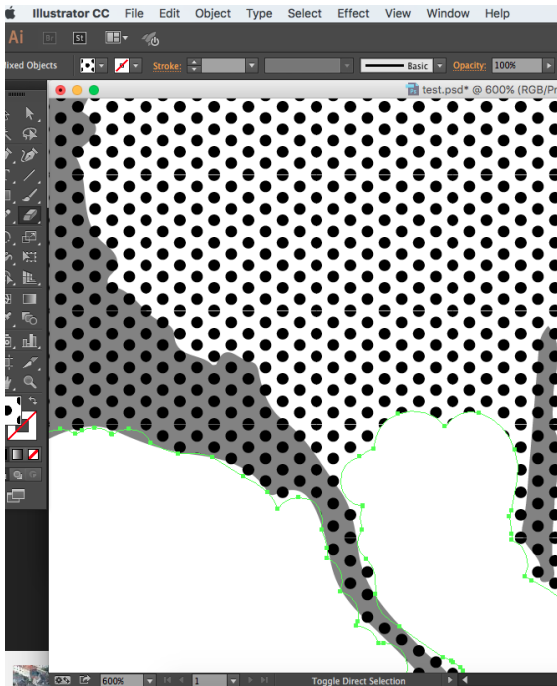 Illustrator CC File Edit Object Type Select Effect View Window Help
Ai Br St
Mixed Objects Stroke: Basic Opacity: 100%
test.psd* @ 600% (RGB/Pr
600% 1 Toggle Direct Selection